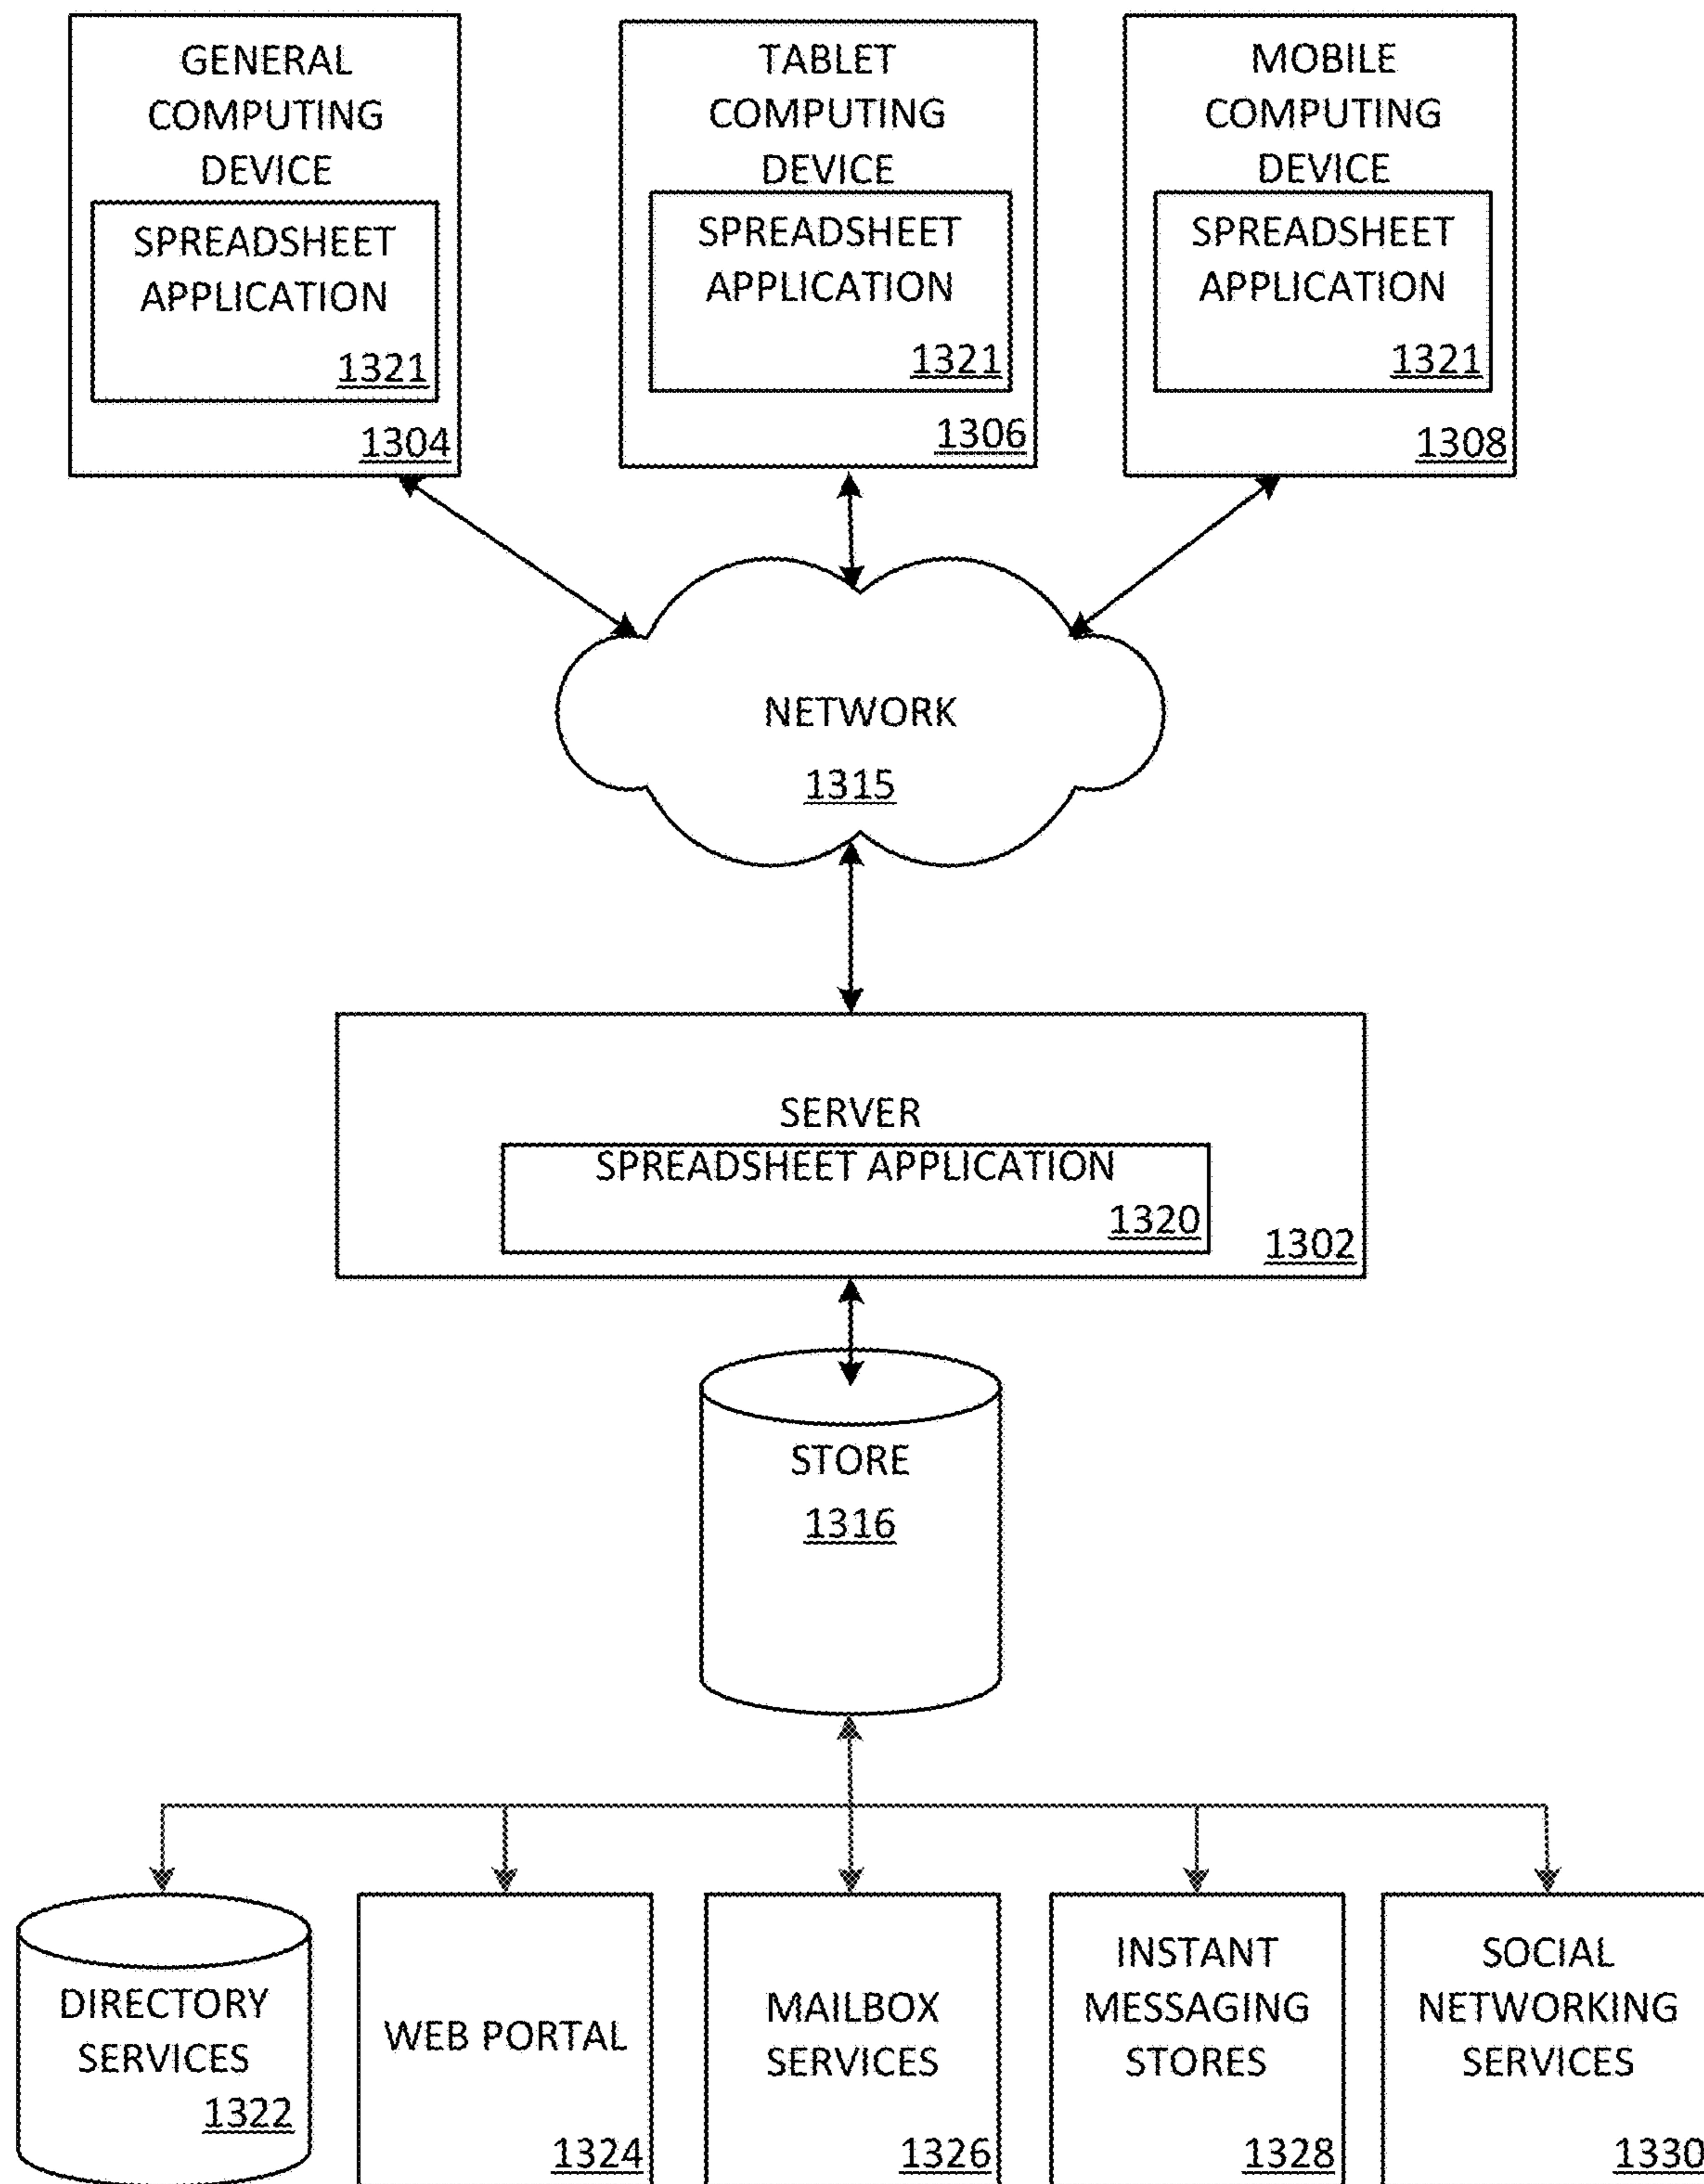 GENERAL
COMPUTING
DEVICE
SPREADSHEET
APPLICATION
1321
1304
TABLET
COMPUTING
DEVICE
SPREADSHEET
APPLICATION
1321
1306
MOBILE
COMPUTING
DEVICE
SPREADSHEET
APPLICATION
1321
1308
NETWORK
1315
SERVER
SPREADSHEET APPLICATION
1320
1302
STORE
1316
DIRECTORY
SERVICES
1322
WEB PORTAL
1324
MAILBOX
SERVICES
1326
INSTANT
MESSAGING
STORES
1328
SOCIAL
NETWORKING
SERVICES
1330